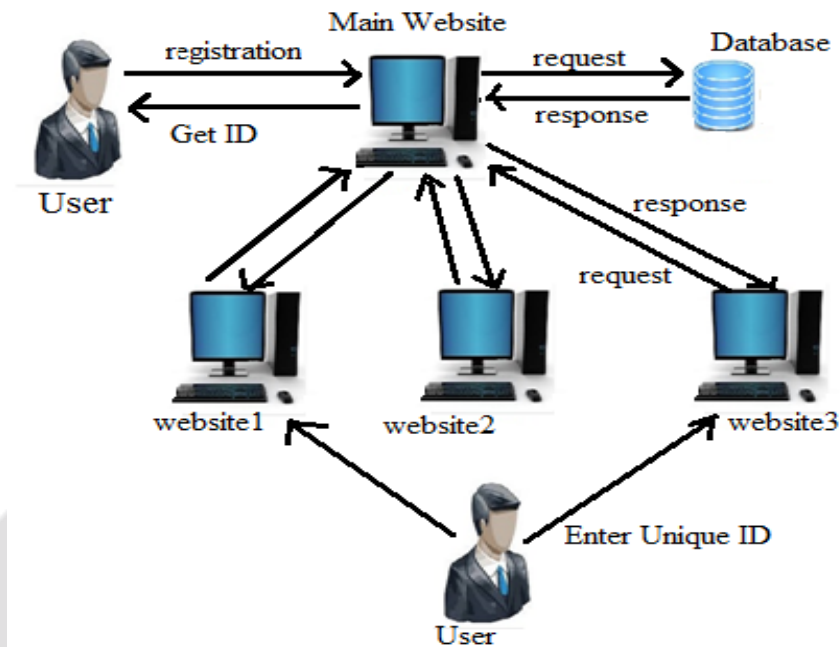 Main Website
registration
request
Database
Get ID
response
User
response
request
website1
website2
website3
Enter Unique ID
User